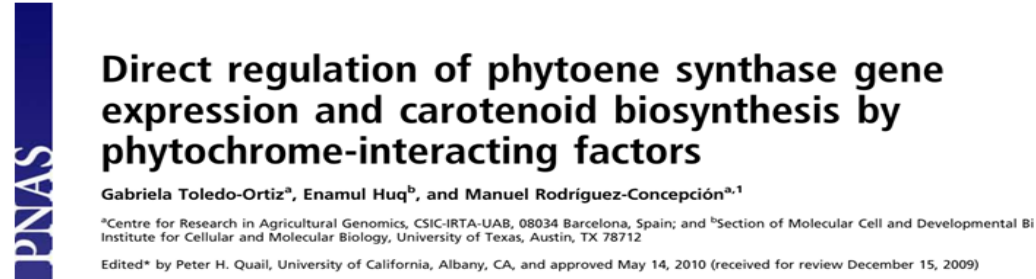 PNAS
Direct regulation of phytoene synthase gene
expression and carotenoid biosynthesis by
phytochrome-interacting factors
Gabriela Toledo-Ortizᵃ, Enamul Huqᵇ, and Manuel Rodríguez-Concepciónᵃ,¹
ᵃCentre for Research in Agricultural Genomics, CSIC-IRTA-UAB, 08034 Barcelona, Spain; and ᵇSection of Molecular Cell and Developmental Bi
Institute for Cellular and Molecular Biology, University of Texas, Austin, TX 78712
Edited* by Peter H. Quail, University of California, Albany, CA, and approved May 14, 2010 (received for review December 15, 2009)